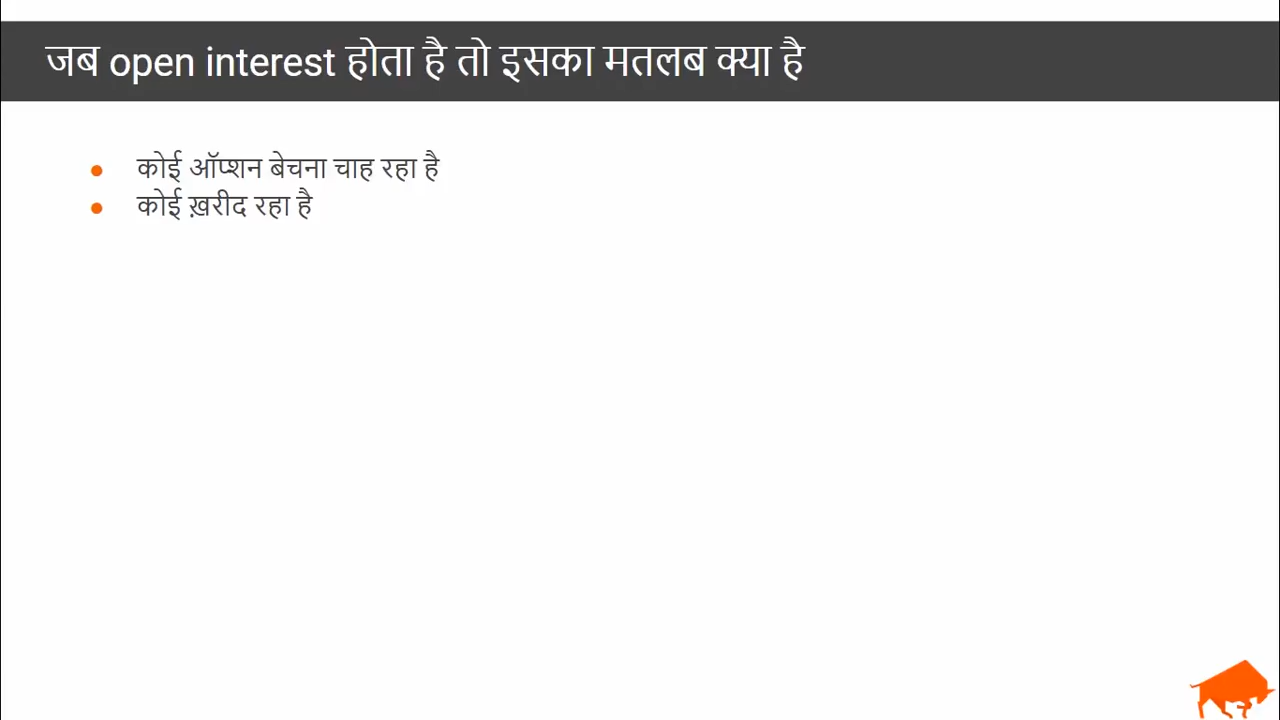 जब open interest होता है तो इसका मतलब क्या है
कोई ऑप्शन बेचना चाह रहा है
कोई ख़रीद रहा है